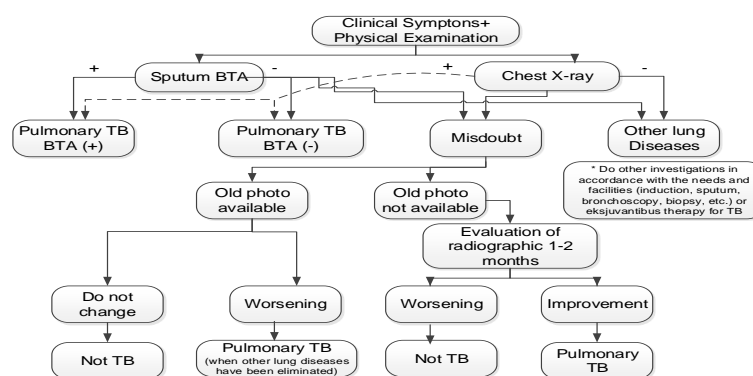 Clinical Symptoms+
Physical Examination
+
Sputum BTA
-
+
Chest X-ray
-
Pulmonary TB
BTA (+)
Pulmonary TB
BTA (-)
Misdoubt
Other lung
Diseases
* Do other investigations in
accordance with the needs and
facilities (induction, sputum,
bronchoscopy, biopsy, etc.) or
eksjuvantibus therapy for TB
Old photo
available
Old photo
not available
Evaluation of
radiographic 1-2
months
Do not
change
Worsening
Worsening
Improvement
Not TB
Pulmonary TB
(when other lung diseases
have been eliminated)
Not TB
Pulmonary
TB